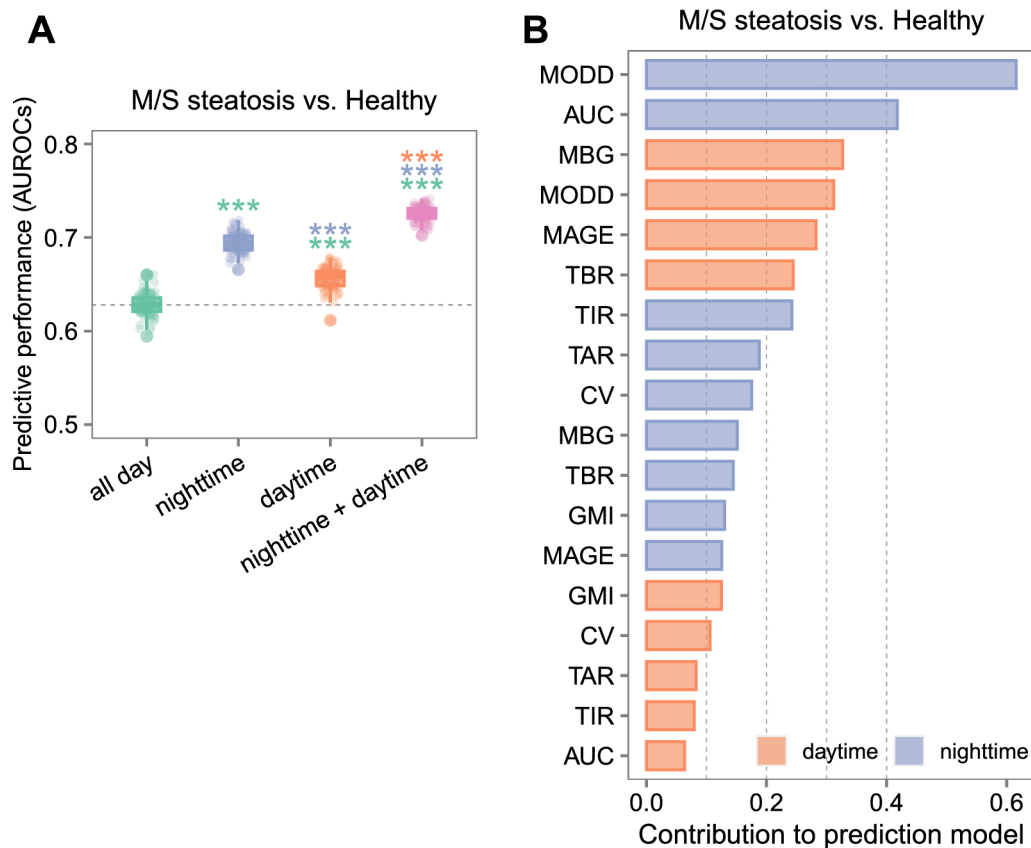 A
M/S steatosis vs. Healthy
Predictive performance (AUROCs)
0.8
0.7
0.6
0.5
***
***
***
***
***
***
all day
nighttime
daytime
nighttime + daytime
B
M/S steatosis vs. Healthy
MODD
AUC
MBG
MODD
MAGE
TBR
TIR
TAR
CV
MBG
TBR
GMI
MAGE
GMI
CV
TAR
TIR
AUC
daytime
nighttime
0.0
0.2
0.4
0.6
Contribution to prediction model